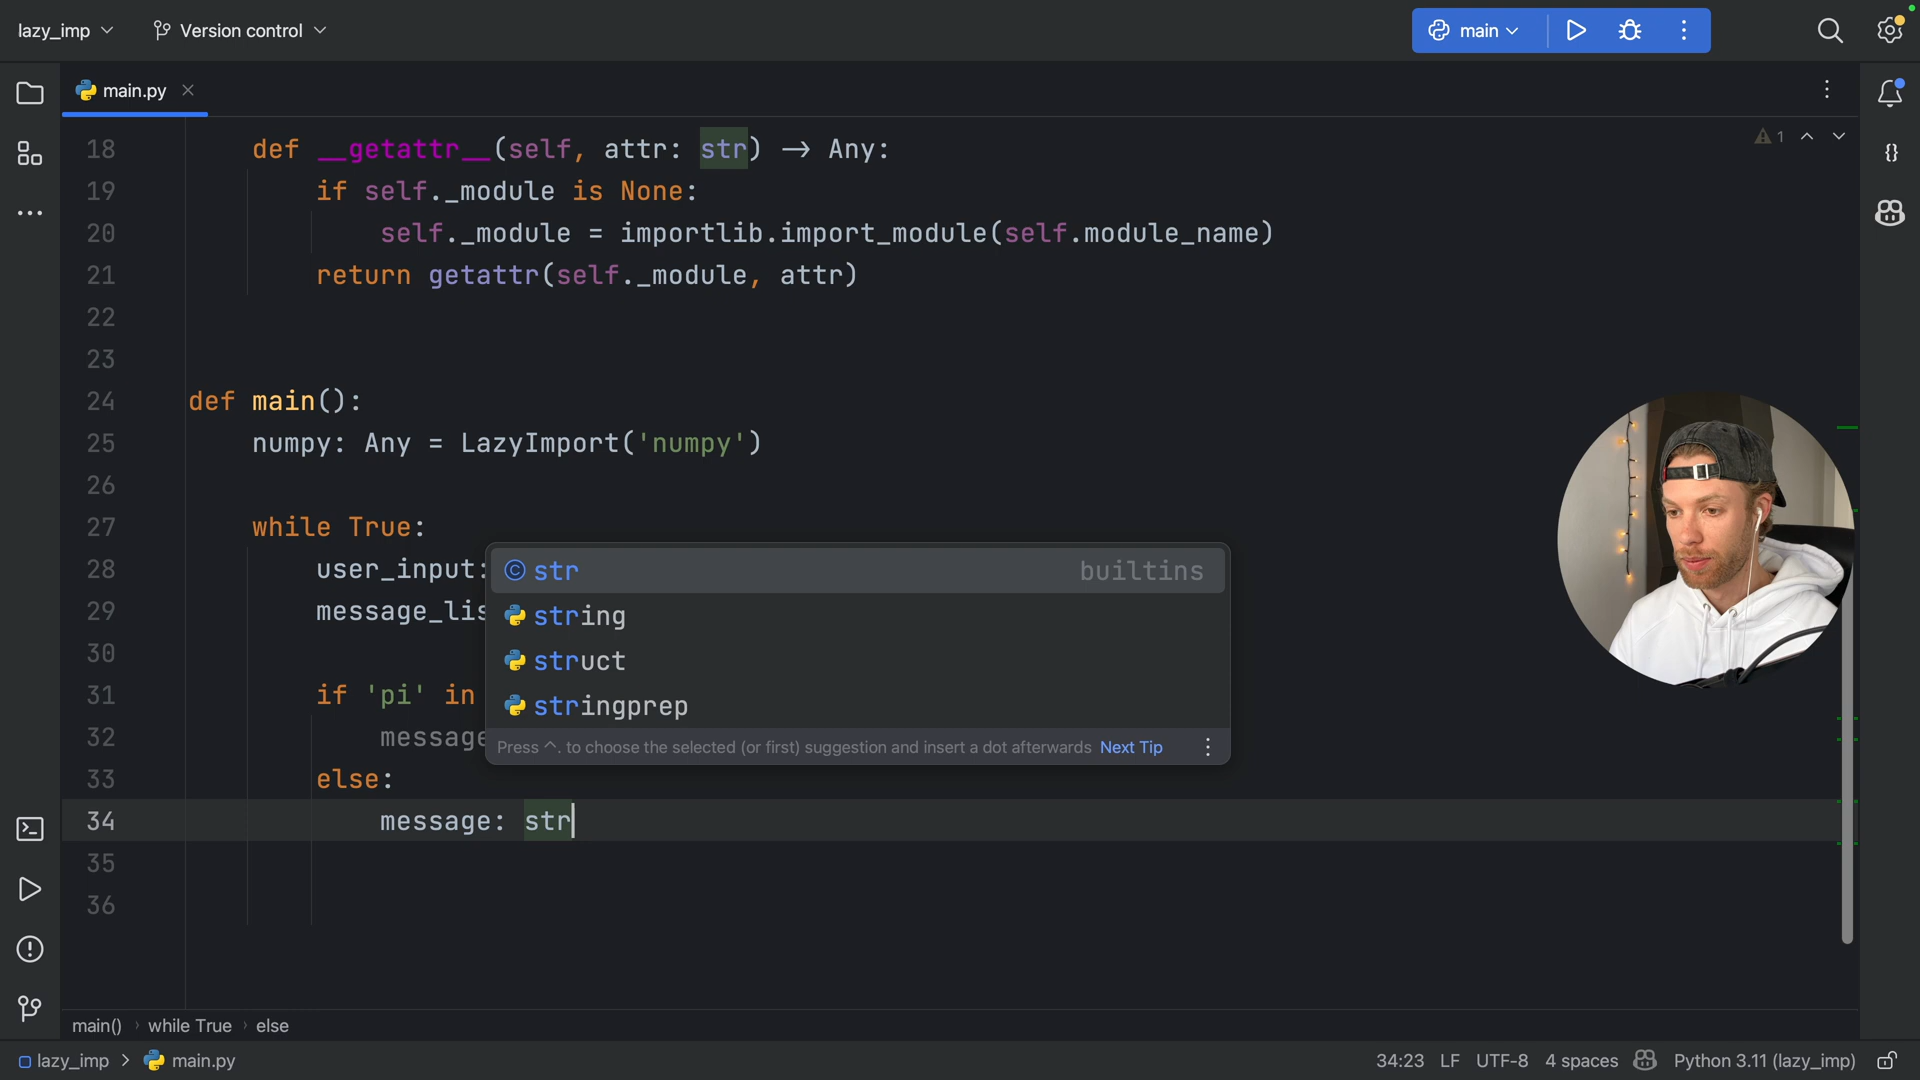 lazy_imp
Version control
main
main.py
1
18 def __getattr__(self, attr: str) → Any:
19 if self._module is None:
20 self._module = importlib.import_module(self.module_name)
21 return getattr(self._module, attr)
22
23
24 def main():
25 numpy: Any = LazyImport('numpy')
26
27 while True:
28 user_input:
29 message_lis
30
31 if 'pi' in
32 message
33 else:
34 message: str
35
36
str builtins
string
struct
stringprep
Press ^. to choose the selected (or first) suggestion and insert a dot afterwards Next Tip
main() › while True › else
lazy_imp > main.py
34:23 LF UTF-8 4 spaces Python 3.11 (lazy_imp)